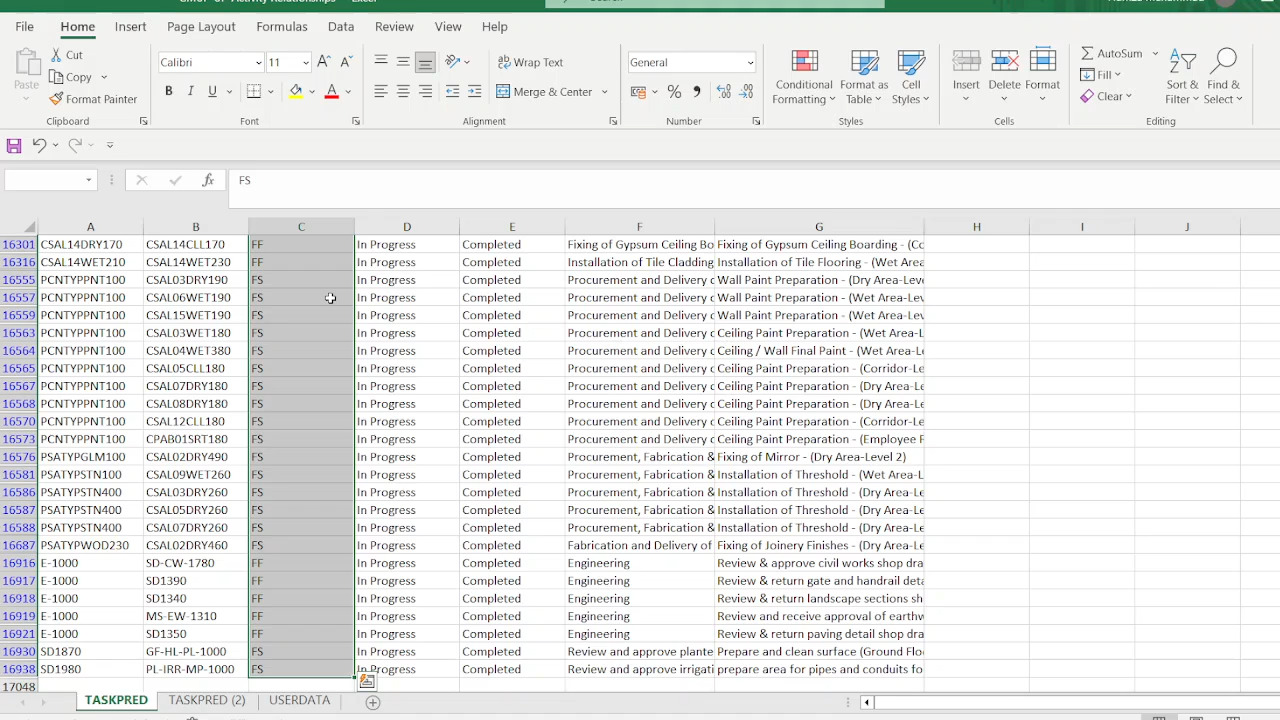 File Home Insert Page Layout Formulas Data Review View Help
Cut
Copy
Format Painter
Paste
Clipboard
Calibri 11
B I U
Font
Wrap Text
Merge & Center
Alignment
General
Number
Conditional Formatting
Format as Table
Cell Styles
Styles
Insert Delete Format
Cells
AutoSum
Fill
Clear
Sort & Filter
Find & Select
Editing
fx FS
A B C D E F G H I J
16301 CSAL14DRY170 CSAL14CLL170 FF In Progress Completed Fixing of Gypsum Ceiling Bo Fixing of Gypsum Ceiling Boarding - (Co
16316 CSAL14WET210 CSAL14WET230 FF In Progress Completed Installation of Tile Cladding Installation of Tile Flooring - (Wet Area
16555 PCNTYPPNT100 CSAL03DRY190 FS In Progress Completed Procurement and Delivery c Wall Paint Preparation - (Dry Area-Leve
16557 PCNTYPPNT100 CSAL06WET190 FS In Progress Completed Procurement and Delivery c Wall Paint Preparation - (Wet Area-Lev
16559 PCNTYPPNT100 CSAL15WET190 FS In Progress Completed Procurement and Delivery c Wall Paint Preparation - (Wet Area-Lev
16563 PCNTYPPNT100 CSAL03WET180 FS In Progress Completed Procurement and Delivery c Ceiling Paint Preparation - (Wet Area-L
16564 PCNTYPPNT100 CSAL04WET380 FS In Progress Completed Procurement and Delivery c Ceiling / Wall Final Paint - (Wet Area-Le
16565 PCNTYPPNT100 CSAL05CLL180 FS In Progress Completed Procurement and Delivery c Ceiling Paint Preparation - (Corridor-Le
16567 PCNTYPPNT100 CSAL07DRY180 FS In Progress Completed Procurement and Delivery c Ceiling Paint Preparation - (Dry Area-Le
16568 PCNTYPPNT100 CSAL08DRY180 FS In Progress Completed Procurement and Delivery c Ceiling Paint Preparation - (Dry Area-Le
16570 PCNTYPPNT100 CSAL12CLL180 FS In Progress Completed Procurement and Delivery c Ceiling Paint Preparation - (Corridor-Le
16573 PCNTYPPNT100 CPAB01SRT180 FS In Progress Completed Procurement and Delivery c Ceiling Paint Preparation - (Employee R
16576 PSATYPGLM100 CSAL02DRY490 FS In Progress Completed Procurement, Fabrication & Fixing of Mirror - (Dry Area-Level 2)
16581 PSATYPSTN100 CSAL09WET260 FS In Progress Completed Procurement, Fabrication & Installation of Threshold - (Wet Area-Le
16586 PSATYPSTN400 CSAL03DRY260 FS In Progress Completed Procurement, Fabrication & Installation of Threshold - (Dry Area-Le
16587 PSATYPSTN400 CSAL05DRY260 FS In Progress Completed Procurement, Fabrication & Installation of Threshold - (Dry Area-Le
16588 PSATYPSTN400 CSAL07DRY260 FS In Progress Completed Procurement, Fabrication & Installation of Threshold - (Dry Area-Le
16687 PSATYPWOD230 CSAL02DRY460 FS In Progress Completed Fabrication and Delivery of Fixing of Joinery Finishes - (Dry Area-Le
16916 E-1000 SD-CW-1780 FF In Progress Completed Engineering Review & approve civil works shop dra
16917 E-1000 SD1390 FF In Progress Completed Engineering Review & return gate and handrail deta
16918 E-1000 SD1340 FF In Progress Completed Engineering Review & return landscape sections sh
16919 E-1000 MS-EW-1310 FF In Progress Completed Engineering Review and receive approval of earthw
16921 E-1000 SD1350 FF In Progress Completed Engineering Review & return paving detail shop dra
16930 SD1870 GF-HL-PL-1000 FS In Progress Completed Review and approve plante Prepare and clean surface (Ground Flo
16938 SD1980 PL-IRR-MP-1000 FS In Progress Completed Review and approve irrigati prepare area for pipes and conduits fo
17048
TASKPRED TASKPRED (2) USERDATA